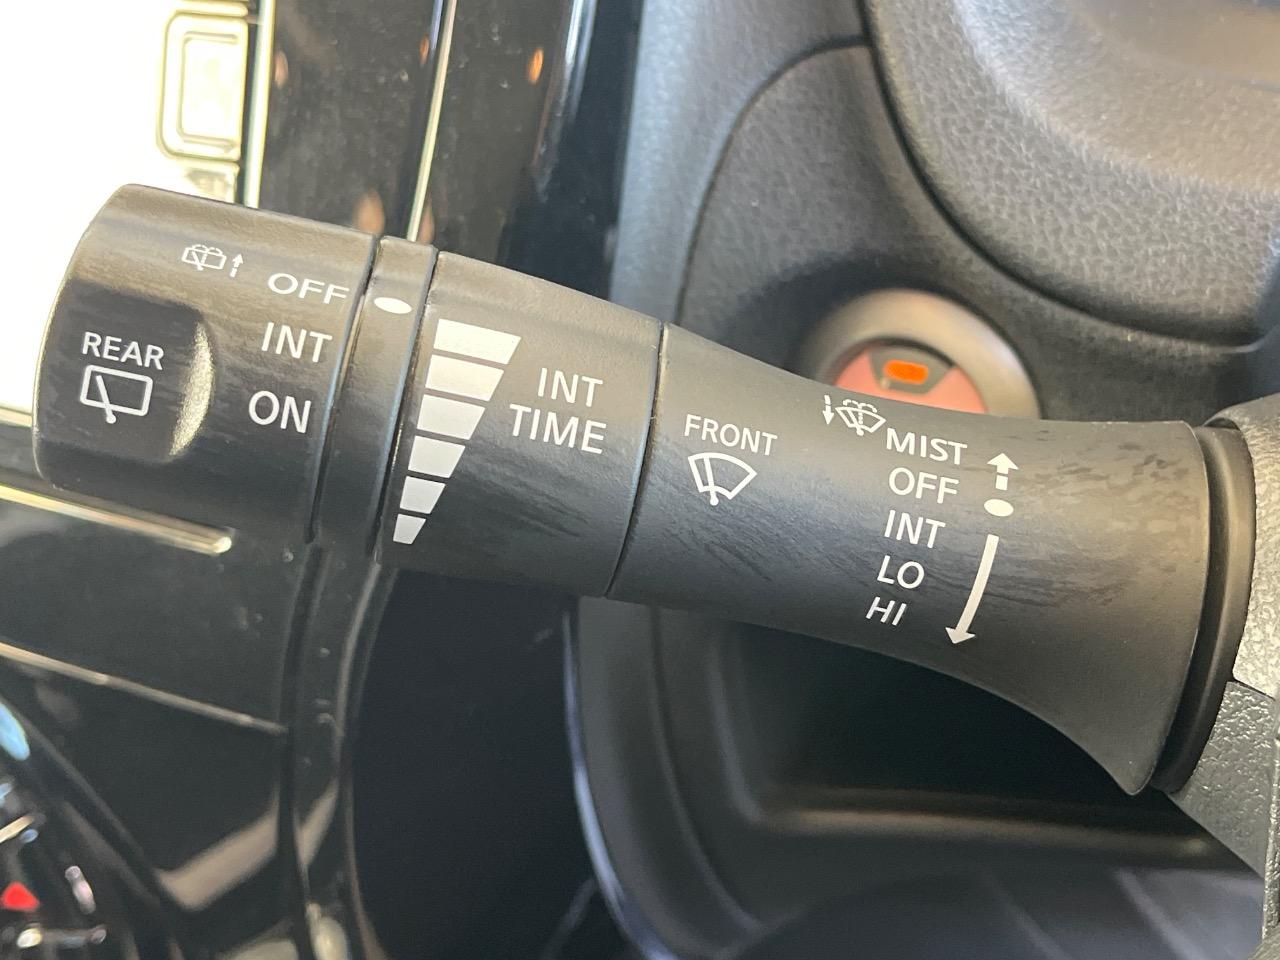 REAR
OFF
INT
ON
INT
TIME
FRONT
MIST
OFF
INT
LO
HI